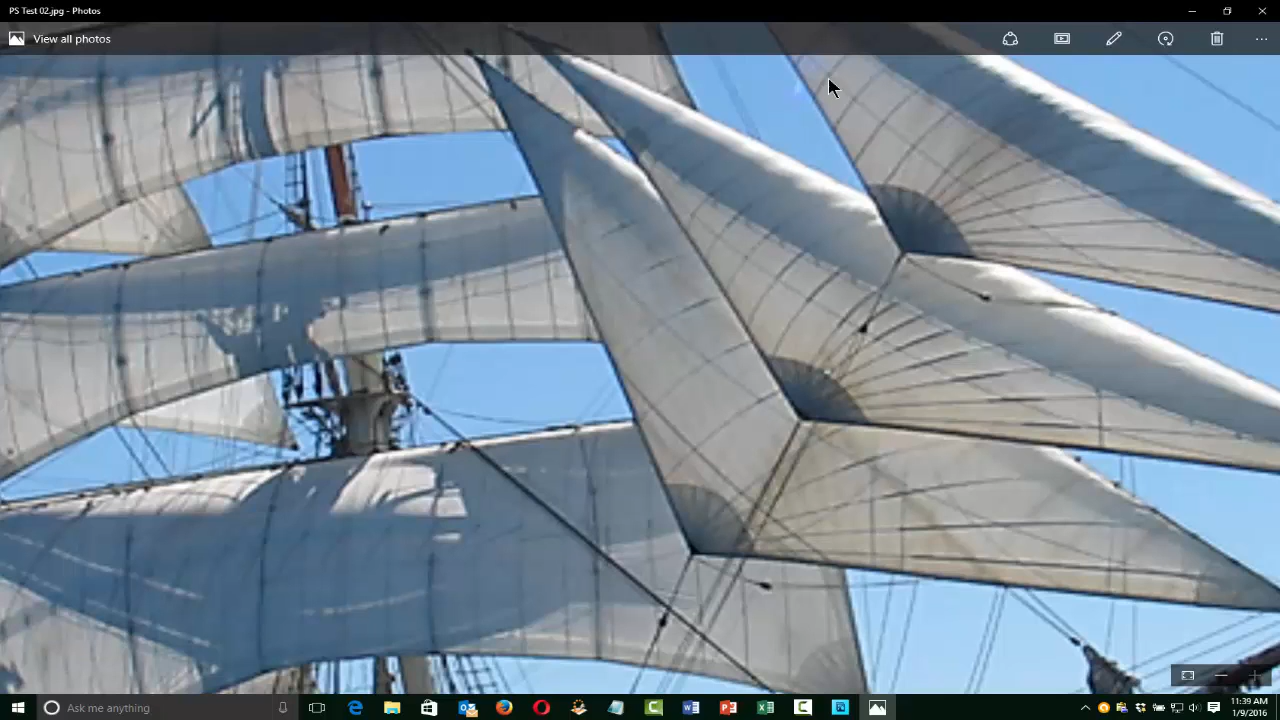 PS Test 02.jpg - Photos
View all photos
Ask me anything
11:39 AM
1/9/2016